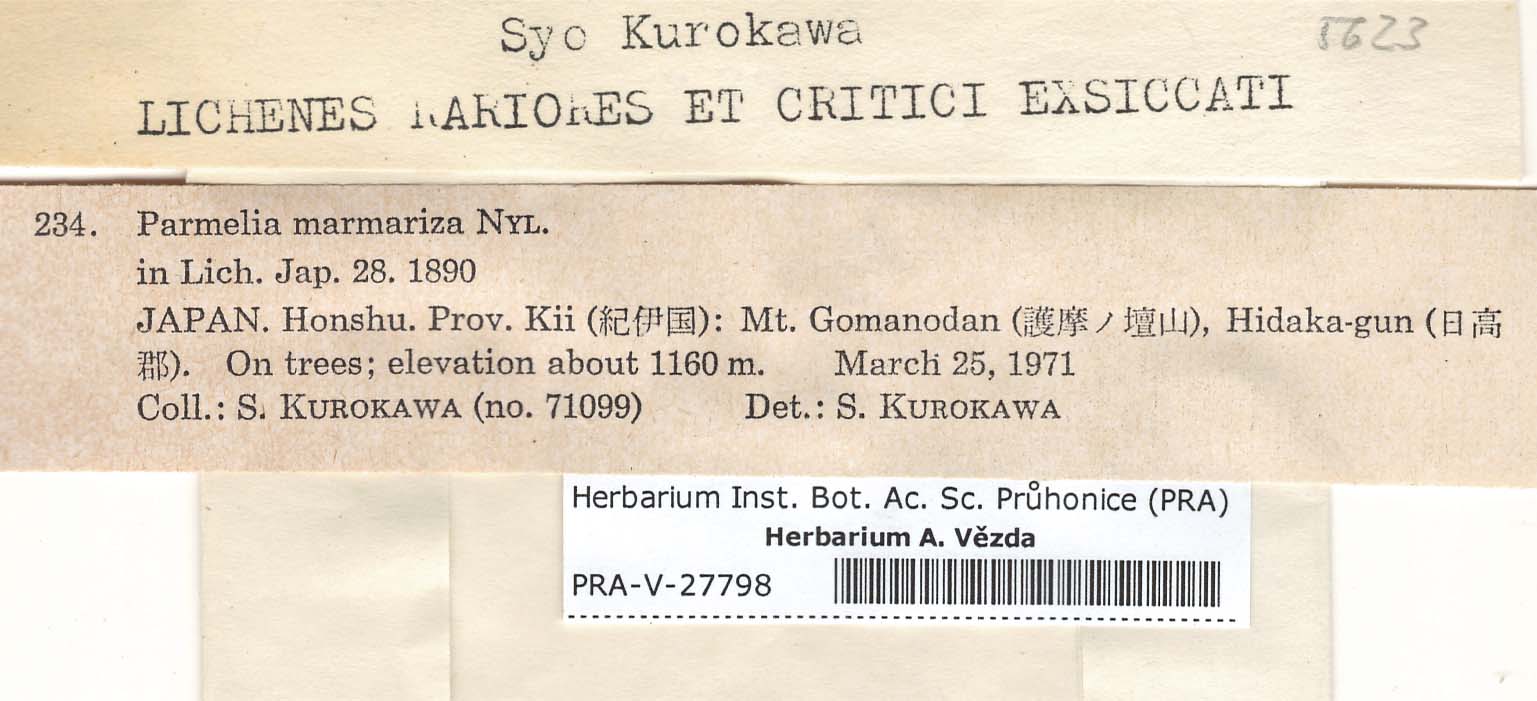 Syo Kurokawa
5623
LICHENES RARIORES ET CRITICI EXSICCATI
234. Parmelia marmariza NYL.
in Lich. Jap. 28. 1890
JAPAN. Honshu. Prov. Kii (紀伊国): Mt. Gomanodan (護摩ノ壇山), Hidaka-gun (日高
郡). On trees; elevation about 1160 m. March 25, 1971
Coll.: S. KUROKAWA (no. 71099) Det.: S. KUROKAWA
Herbarium Inst. Bot. Ac. Sc. Průhonice (PRA)
Herbarium A. Vězda
PRA-V-27798